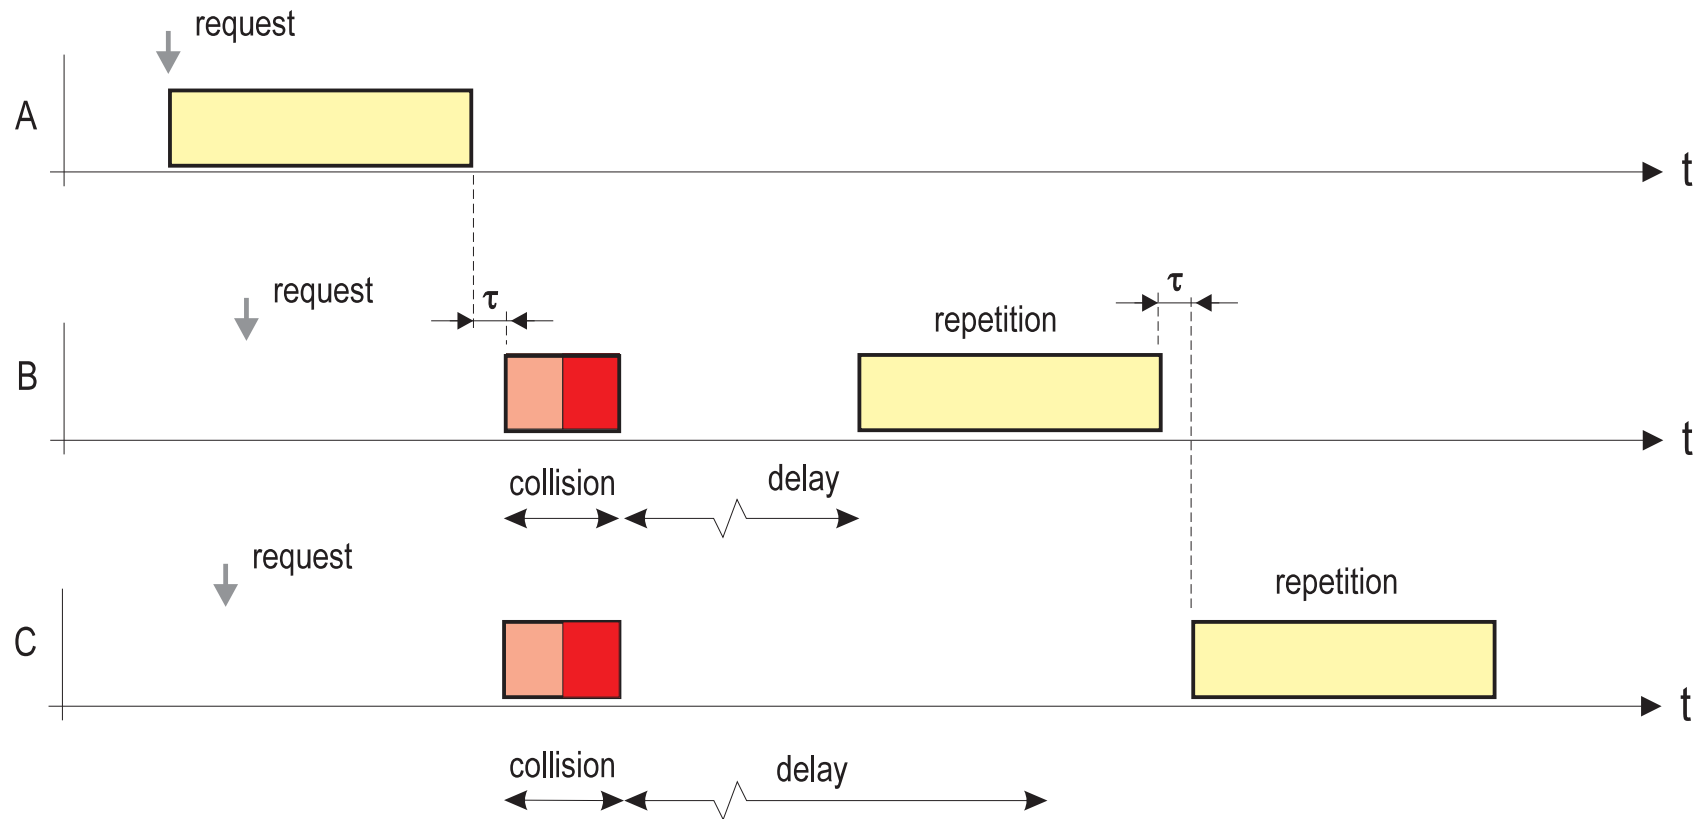 request
A
t
request
τ
τ
repetition
B
t
collision
delay
request
repetition
C
t
collision
delay